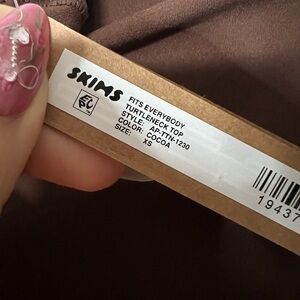 SKIMS
FITS EVERYBODY
TURTLENECK TOP
STYLE: AP-TTN-1230
COLOR: COCOA
SIZE: XS
19437